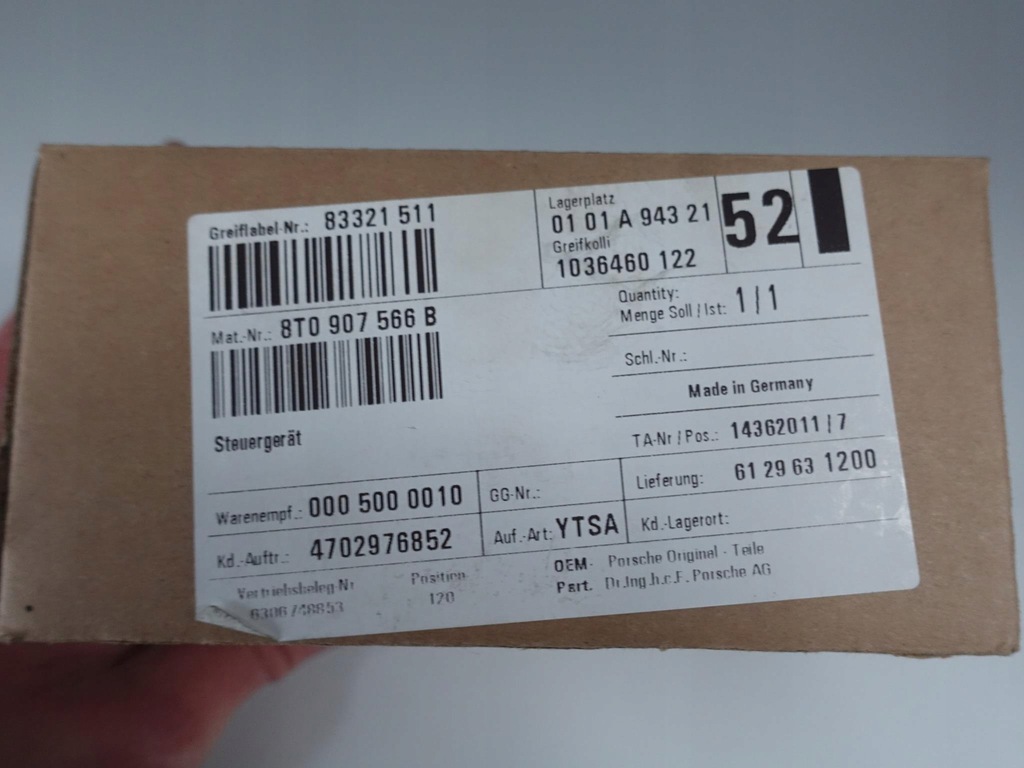 Greiflabel-Nr.: 83321 511
Lagerplatz
01 01 A 943 21
Greifkolli
1036460 122
52
Mat.-Nr.: 8T0 907 566 B
Quantity:
Menge Soll / Ist: 1 / 1
Schl.-Nr.:
Made in Germany
Steuergerät
TA-Nr / Pos.: 14362011 / 7
Warenempf.: 000 500 0010
GG-Nr.:
Lieferung: 61 29 63 1200
Kd.-Auftr.: 4702976852
Auf.-Art: YTSA
Kd.-Lagerort:
Vertriebsbeleg Nr
Position
6306748853
120
OEM- Porsche Original - Teile
Part. Dr.Ing.h.c.F. Porsche AG